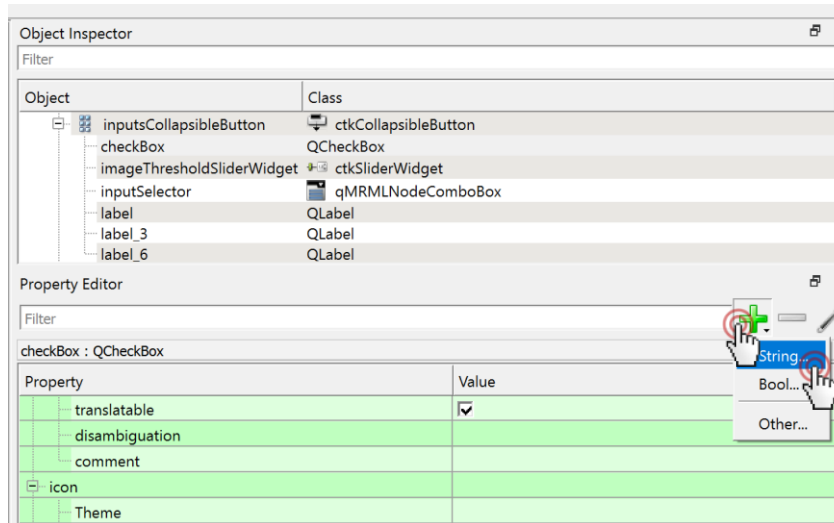 Object Inspector
Filter
Object Class
inputsCollapsibleButton ctkCollapsibleButton
checkBox QCheckBox
imageThresholdSliderWidget ctkSliderWidget
inputSelector qMRMLNodeComboBox
label QLabel
label_3 QLabel
label_6 QLabel
Property Editor
Filter
checkBox : QCheckBox
String...
Property Value
Bool...
translatable
disambiguation
Other...
comment
icon
Theme